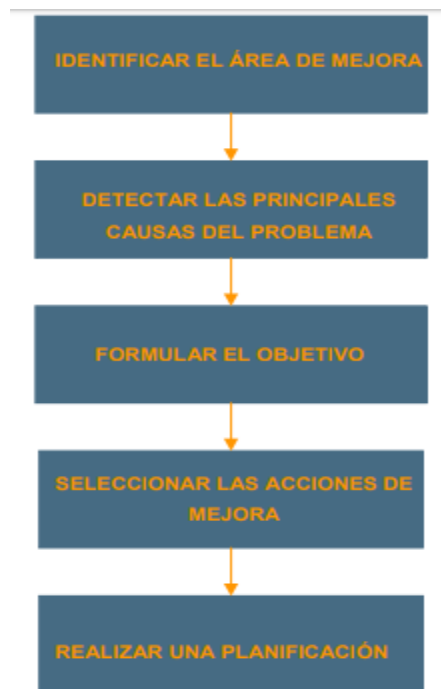 IDENTIFICAR EL ÁREA DE MEJORA
DETECTAR LAS PRINCIPALES
CAUSAS DEL PROBLEMA
FORMULAR EL OBJETIVO
SELECCIONAR LAS ACCIONES DE
MEJORA
REALIZAR UNA PLANIFICACIÓN